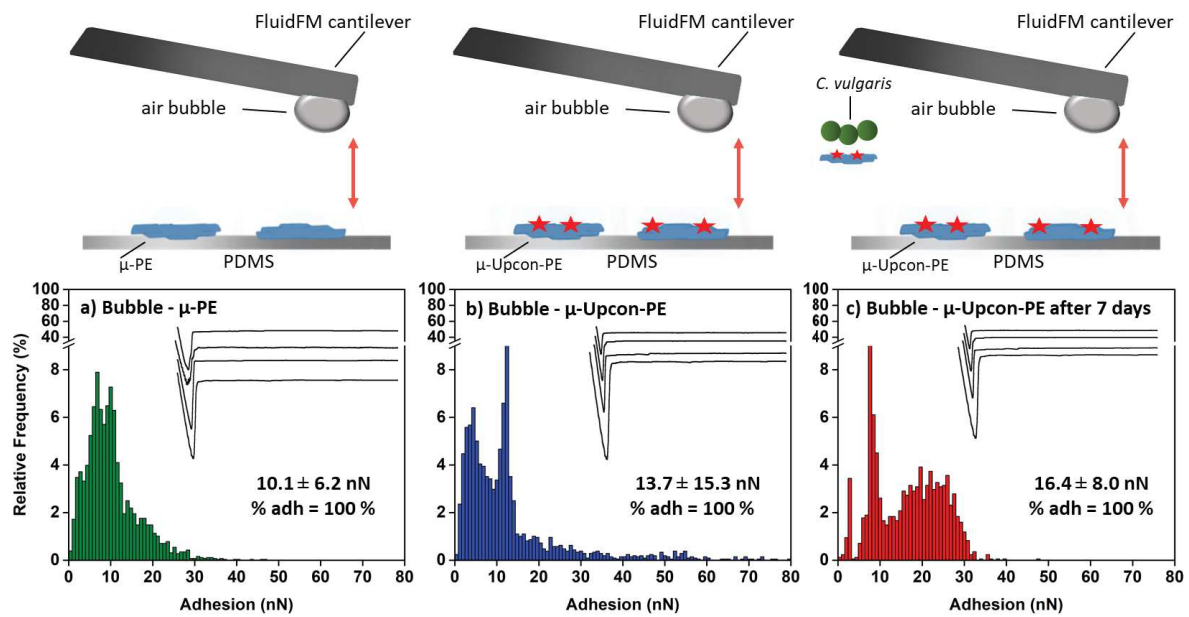 FluidFM cantilever
air bubble
μ-PE
PDMS
FluidFM cantilever
air bubble
μ-Upcon-PE
PDMS
FluidFM cantilever
C. vulgaris
air bubble
μ-Upcon-PE
PDMS
Relative Frequency (%)
100
80
60
40
8
6
4
2
0
a) Bubble - μ-PE
10.1 ± 6.2 nN
% adh = 100 %
0 10 20 30 40 50 60 70 80
Adhesion (nN)
100
80
60
40
8
6
4
2
0
b) Bubble - μ-Upcon-PE
13.7 ± 15.3 nN
% adh = 100 %
0 10 20 30 40 50 60 70 80
Adhesion (nN)
100
80
60
40
8
6
4
2
0
c) Bubble - μ-Upcon-PE after 7 days
16.4 ± 8.0 nN
% adh = 100 %
0 10 20 30 40 50 60 70 80
Adhesion (nN)